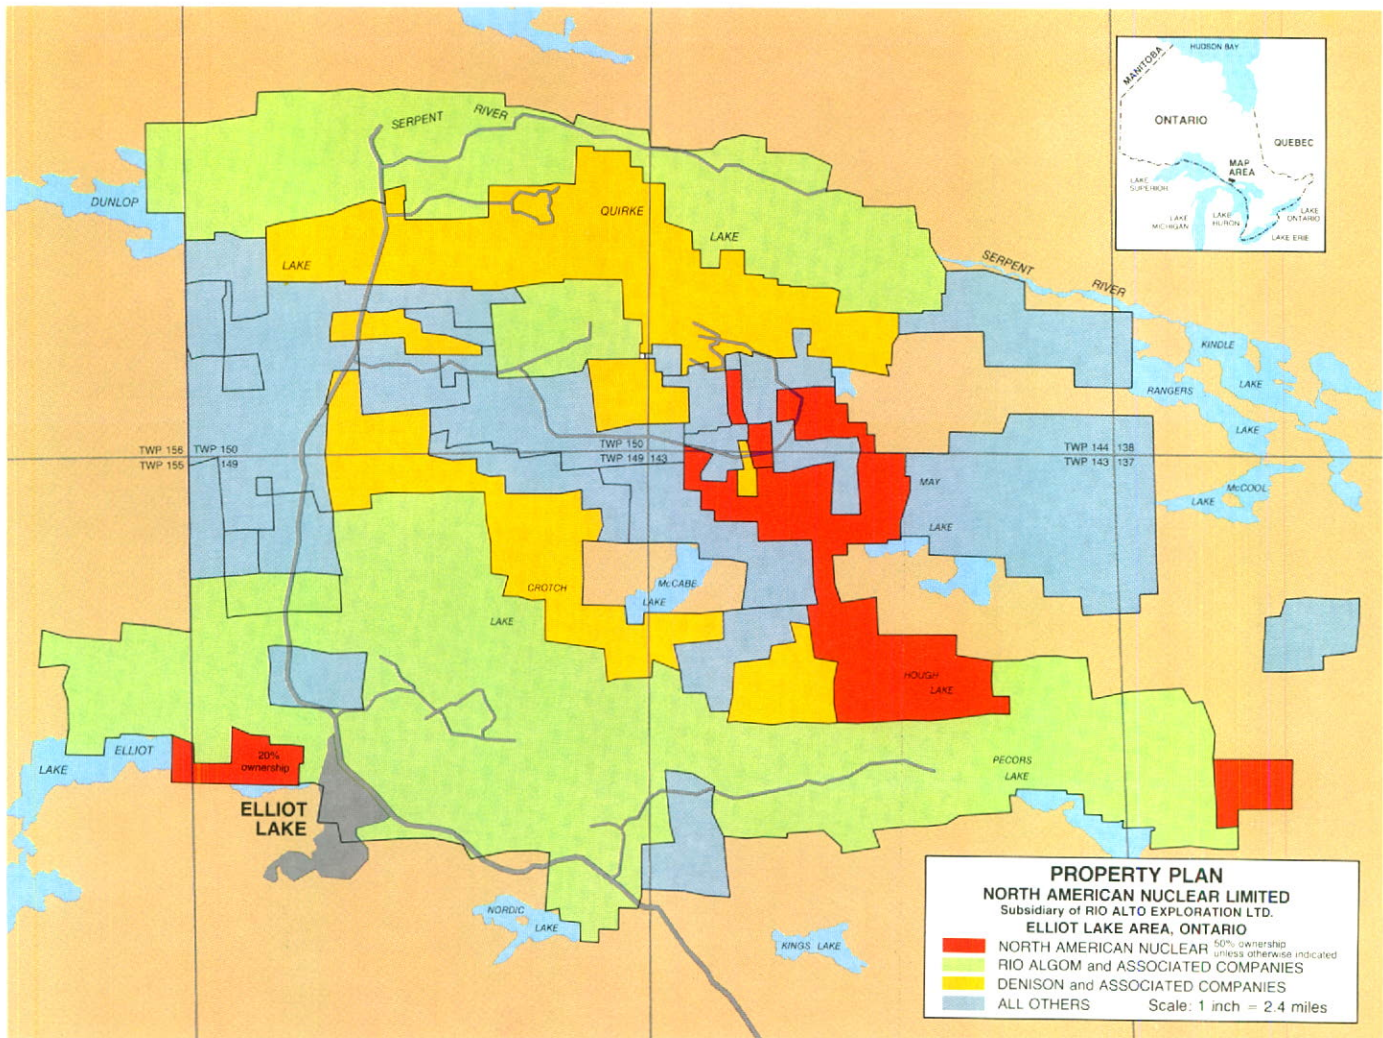 HUDSON BAY
MANITOBA
ONTARIO
QUEBEC
MAP
AREA
LAKE
SUPERIOR
LAKE
MICHIGAN
LAKE
HURON
LAKE
ONTARIO
LAKE ERIE
SERPENT
RIVER
DUNLOP
LAKE
QUIRKE
LAKE
SERPENT
RIVER
KINDLE
LAKE
RANGERS
LAKE
McCOOL
LAKE
TWP 156
TWP 150
TWP 155
149
TWP 150
TWP 149
143
TWP 144
138
TWP 143
137
MAY
LAKE
CROTCH
LAKE
McCABE
LAKE
HOUGH
LAKE
PECORS
LAKE
ELLIOT
LAKE
20%
ownership
ELLIOT
LAKE
NORDIC
LAKE
KINGS LAKE
PROPERTY PLAN
NORTH AMERICAN NUCLEAR LIMITED
Subsidiary of RIO ALTO EXPLORATION LTD.
ELLIOT LAKE AREA, ONTARIO
NORTH AMERICAN NUCLEAR 50% ownership
unless otherwise indicated
RIO ALGOM and ASSOCIATED COMPANIES
DENISON and ASSOCIATED COMPANIES
ALL OTHERS Scale: 1 inch = 2.4 miles